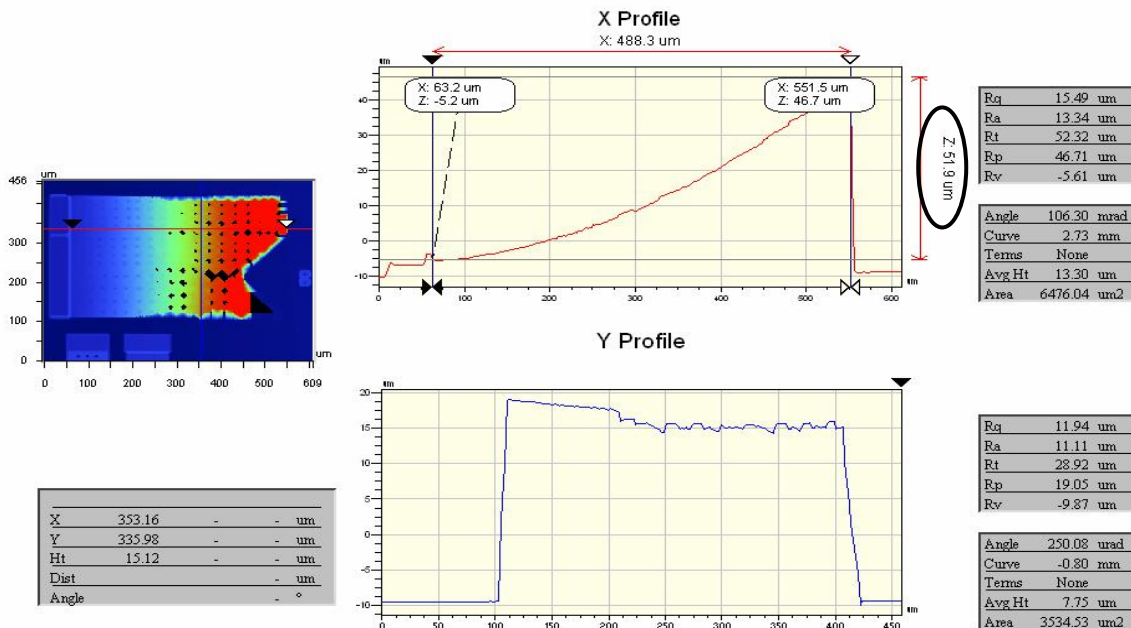 X Profile
X: 488.3 um
um
X: 63.2 um
Z: -5.2 um
X: 551.5 um
Z: 46.7 um
40
30
20
10
0
-10
0 100 200 300 400 500 600
um
Z: 51.9 um
Rq 15.49 um
Ra 13.34 um
Rt 52.32 um
Rp 46.71 um
Rv -5.61 um
Angle 106.30 mrad
Curve 2.73 mm
Terms None
Avg Ht 13.30 um
Area 6476.04 um2
um
456
300
200
100
0
um
0 100 200 300 400 500 609
Y Profile
um
20
15
10
5
0
-5
-10
0 50 100 150 200 250 300 350 400 450
um
X 353.16 - - um
Y 335.98 - - um
Ht 15.12 - - um
Dist - um
Angle - °
Rq 11.94 um
Ra 11.11 um
Rt 28.92 um
Rp 19.05 um
Rv -9.87 um
Angle 250.08 urad
Curve -0.80 mm
Terms None
Avg Ht 7.75 um
Area 3534.53 um2